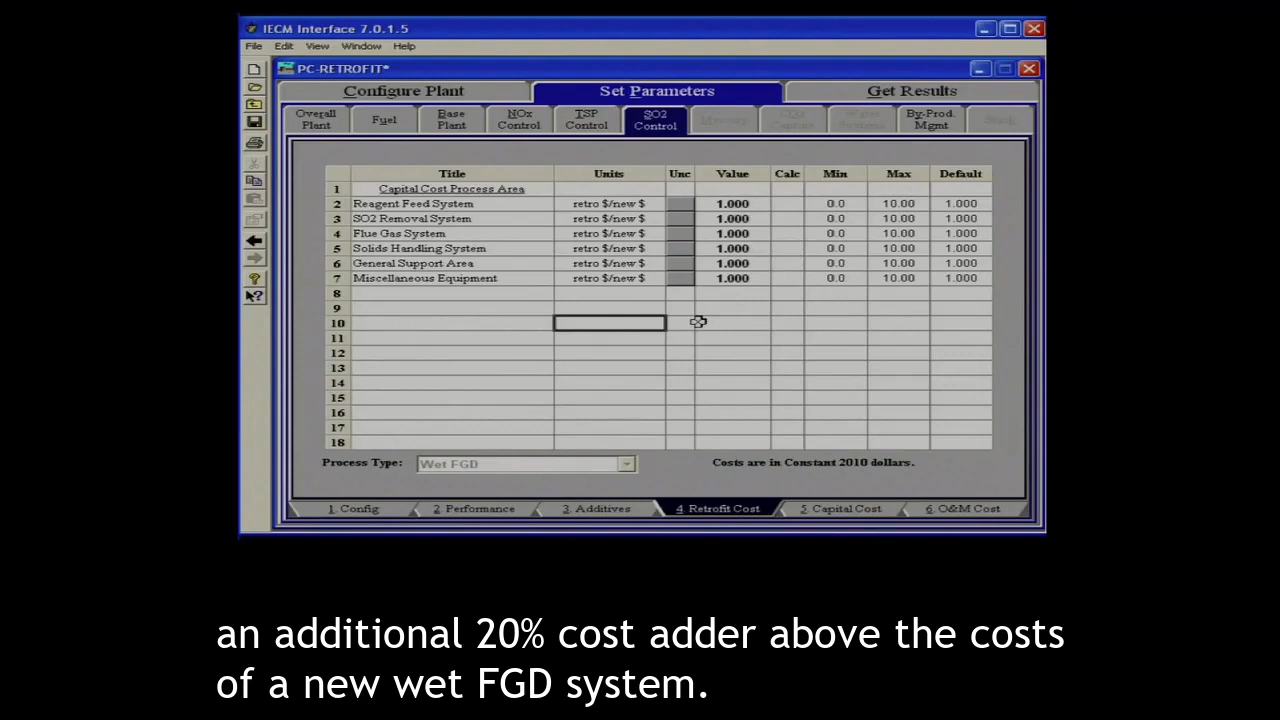 IECM Interface 7.0.1.5
File Edit View Window Help
PC-RETROFIT*
Configure Plant Set Parameters Get Results
Overall Plant Fuel Base Plant NOx Control TSP Control SO2 Control Mercury CO2 Capture Water Systems By-Prod. Mgmt Stack
Title Units Unc Value Calc Min Max Default
1 Capital Cost Process Area
2 Reagent Feed System retro $/new $ 1.000 0.0 10.00 1.000
3 SO2 Removal System retro $/new $ 1.000 0.0 10.00 1.000
4 Flue Gas System retro $/new $ 1.000 0.0 10.00 1.000
5 Solids Handling System retro $/new $ 1.000 0.0 10.00 1.000
6 General Support Area retro $/new $ 1.000 0.0 10.00 1.000
7 Miscellaneous Equipment retro $/new $ 1.000 0.0 10.00 1.000
8
9
10
11
12
13
14
15
16
17
18
Process Type: Wet FGD Costs are in Constant 2010 dollars.
1. Config 2. Performance 3. Additives 4. Retrofit Cost 5. Capital Cost 6. O&M Cost
an additional 20% cost adder above the costs
of a new wet FGD system.